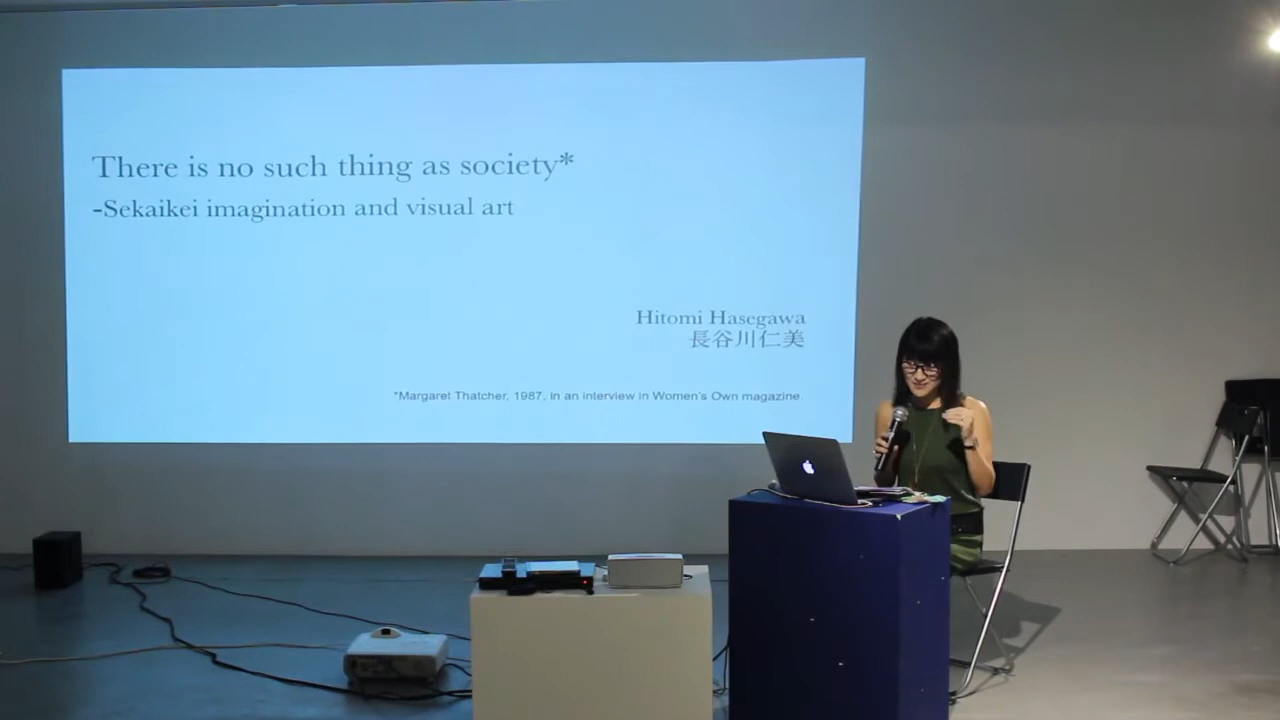 There is no such thing as society*
-Sekaikei imagination and visual art
Hitomi Hasegawa
長谷川仁美
*Margaret Thatcher, 1987, in an interview in Women's Own magazine.